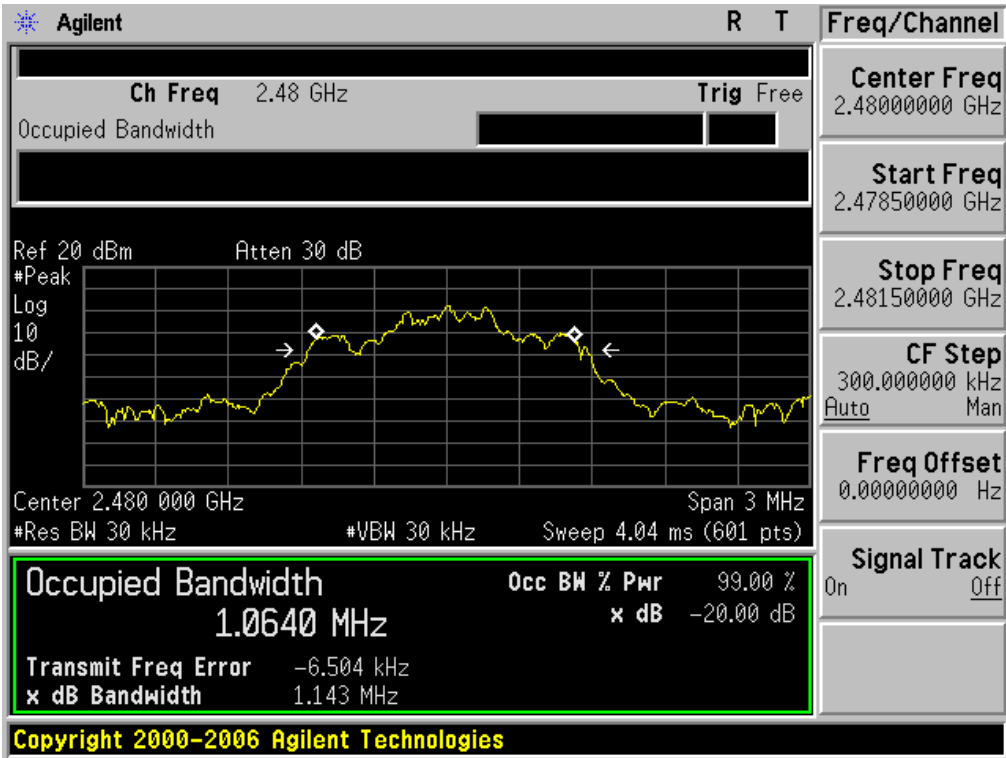 Agilent R T Freq/Channel
Ch Freq 2.48 GHz Trig Free
Occupied Bandwidth
Center Freq
2.48000000 GHz
Start Freq
2.47850000 GHz
Stop Freq
2.48150000 GHz
CF Step
300.000000 kHz
Auto Man
Freq Offset
0.00000000 Hz
Signal Track
On Off
Ref 20 dBm Atten 30 dB
#Peak
Log
10
dB/
Center 2.480 000 GHz Span 3 MHz
#Res BW 30 kHz #VBW 30 kHz Sweep 4.04 ms (601 pts)
Occupied Bandwidth Occ BW % Pwr 99.00 %
1.0640 MHz x dB -20.00 dB
Transmit Freq Error -6.504 kHz
x dB Bandwidth 1.143 MHz
Copyright 2000-2006 Agilent Technologies